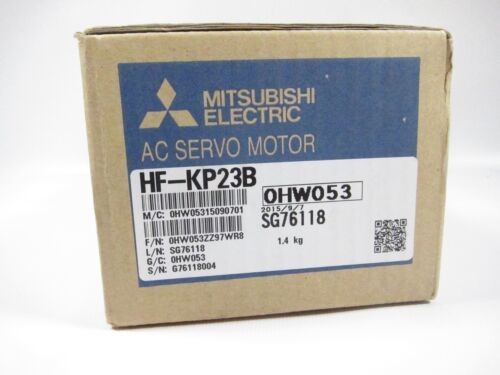 MITSUBISHI
ELECTRIC
AC SERVO MOTOR
HF-KP23B
0HW053
M/C: 0HW05315090701
2015/9/7
SG76118
F/N: 0HW053ZZ97WR8
L/N: SG76118
1.4 kg
G/C: 0HW053
S/N: G76118004